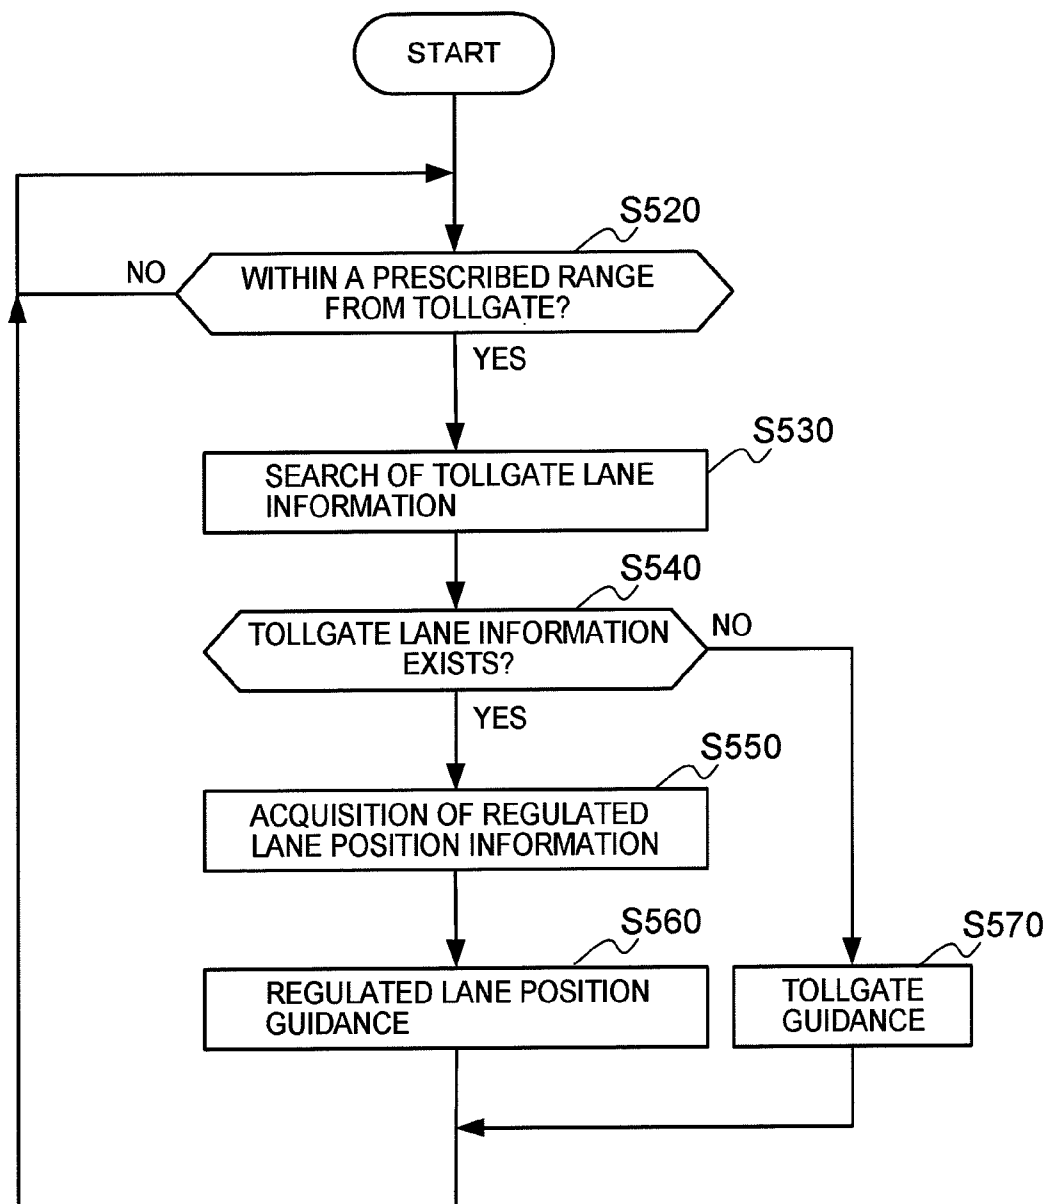 START
S520
NO
WITHIN A PRESCRIBED RANGE
FROM TOLLGATE?
YES
S530
SEARCH OF TOLLGATE LANE
INFORMATION
S540
TOLLGATE LANE INFORMATION
EXISTS?
NO
YES
S550
ACQUISITION OF REGULATED
LANE POSITION INFORMATION
S560
REGULATED LANE POSITION
GUIDANCE
S570
TOLLGATE
GUIDANCE